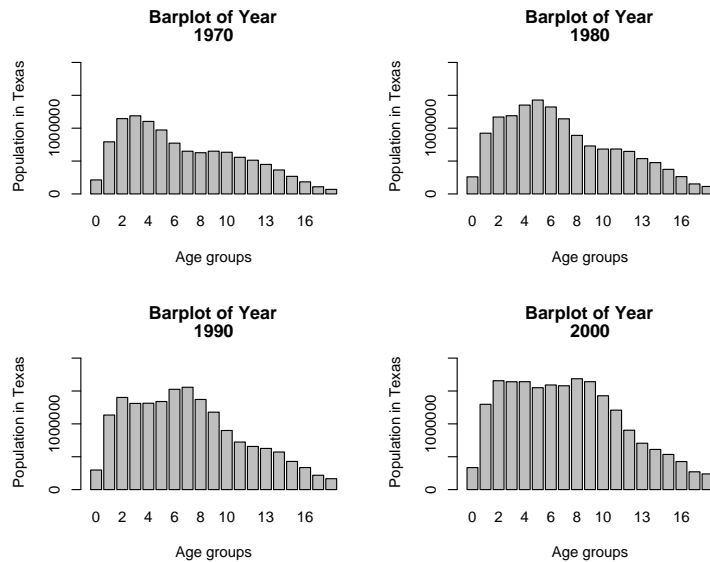 Barplot of Year
1970
Population in Texas
1000000
0
0 2 4 6 8 10 13 16
Age groups
Barplot of Year
1980
Population in Texas
1000000
0
0 2 4 6 8 10 13 16
Age groups
Barplot of Year
1990
Population in Texas
1000000
0
0 2 4 6 8 10 13 16
Age groups
Barplot of Year
2000
Population in Texas
1000000
0
0 2 4 6 8 10 13 16
Age groups